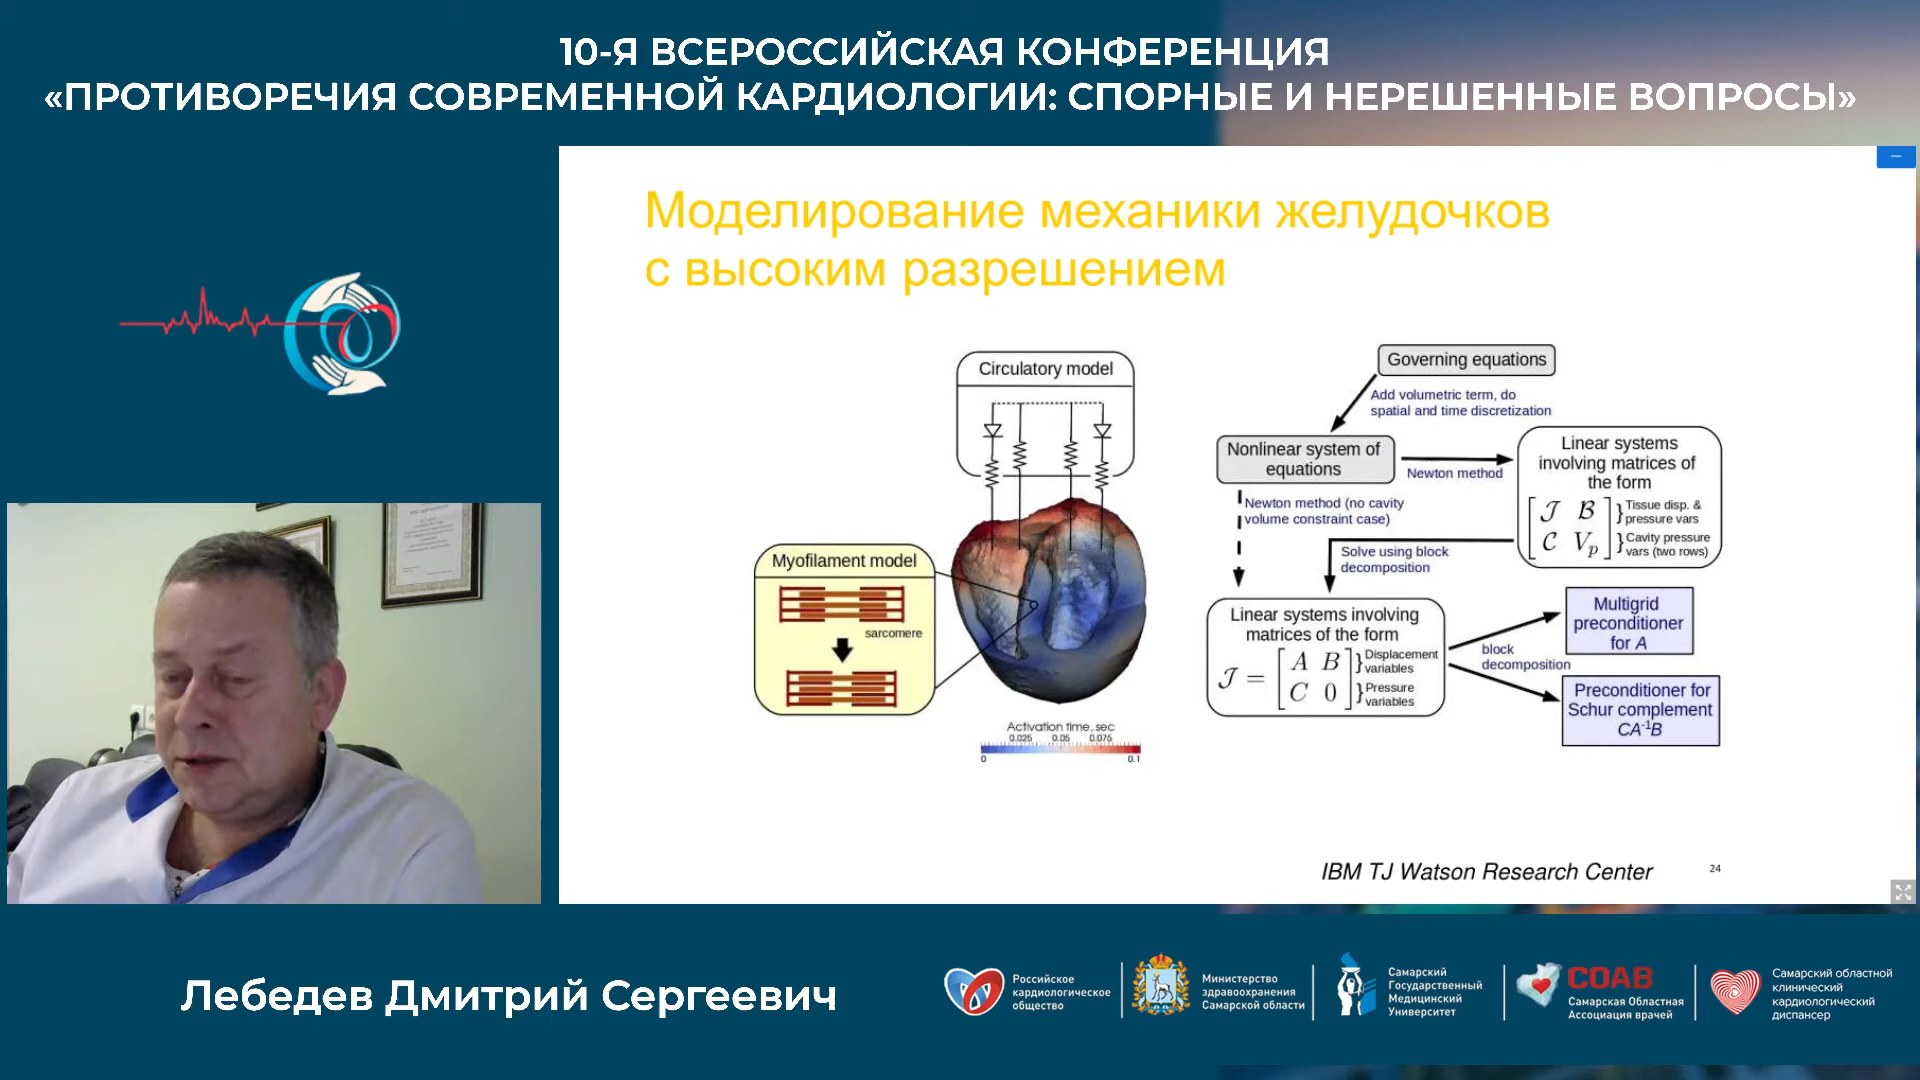 10-Я ВСЕРОССИЙСКАЯ КОНФЕРЕНЦИЯ
«ПРОТИВОРЕЧИЯ СОВРЕМЕННОЙ КАРДИОЛОГИИ: СПОРНЫЕ И НЕРЕШЕННЫЕ ВОПРОСЫ»
Моделирование механики желудочков
с высоким разрешением
Circulatory model
Myofilament model
sarcomere
Activation time, sec
0.025 0.05 0.075
0 0.1
Governing equations
Add volumetric term, do
spatial and time discretization
Nonlinear system of
equations
Newton method
Linear systems
involving matrices of
the form
J B } Tissue disp. &
pressure vars
C Vp } Cavity pressure
vars (two rows)
Newton method (no cavity
volume constraint case)
Solve using block
decomposition
Linear systems involving
matrices of the form
J = [ A B } Displacement
variables
C 0 ] } Pressure
variables
block
decomposition
Multigrid
preconditioner
for A
Preconditioner for
Schur complement
CA⁻¹B
IBM TJ Watson Research Center
24
Лебедев Дмитрий Сергеевич
Российское
кардиологическое
общество
Министерство
здравоохранения
Самарской области
Самарский
Государственный
Медицинский
Университет
СОАВ
Самарская Областная
Ассоциация врачей
Самарский областной
клинический
кардиологический
диспансер